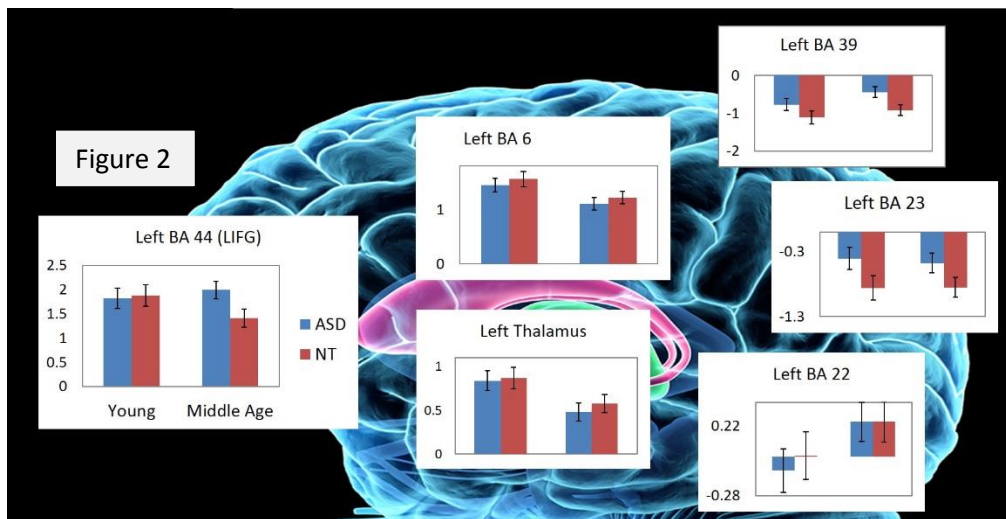 Figure 2
Left BA 44 (LIFG)
2.5
2
1.5
1
0.5
0
Young Middle Age
ASD
NT
Left BA 6
1
0
Left Thalamus
1
0.5
0
Left BA 39
0
-1
-2
Left BA 23
-0.3
-1.3
Left BA 22
0.22
-0.28